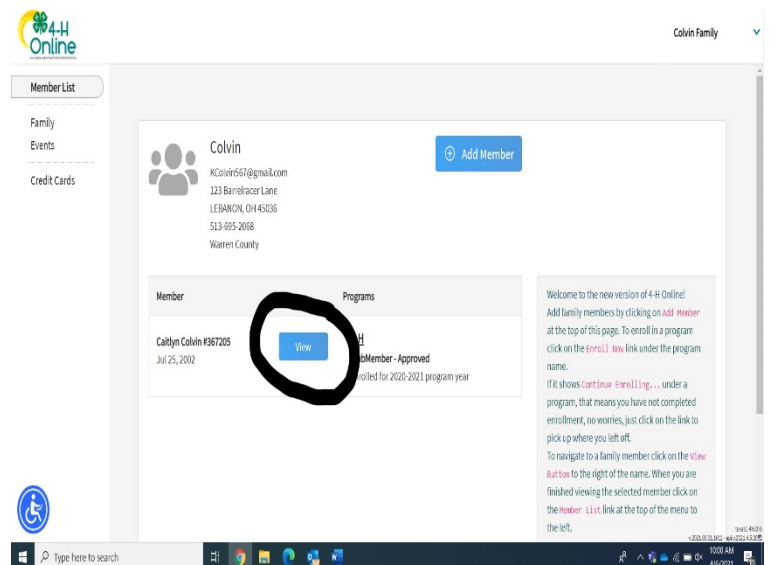 4-H
Online
Colvin Family
Member List
Family
Events
Credit Cards
Colvin
KColvin567@gmail.com
123 Barrelracer Lane
LEBANON, OH 45036
513-695-2068
Warren County
Add Member
Member
Programs
Caitlyn Colvin #367205
Jul 25, 2002
View
Member - Approved
for 2020-2021 program year
Welcome to the new version of 4-H Online!
Add family members by clicking on Add Member
at the top of this page. To enroll in a program
click on the Enroll Now link under the program
name.
If it shows Continue Enrolling... under a
program, that means you have not completed
enrollment, no worries, just click on the link to
pick up where you left off.
To navigate to a family member click on the View
Button to the right of the name. When you are
finished viewing the selected member click on
the Member List link at the top of the menu to
the left.
Type here to search
10:00 AM
4/6/2021